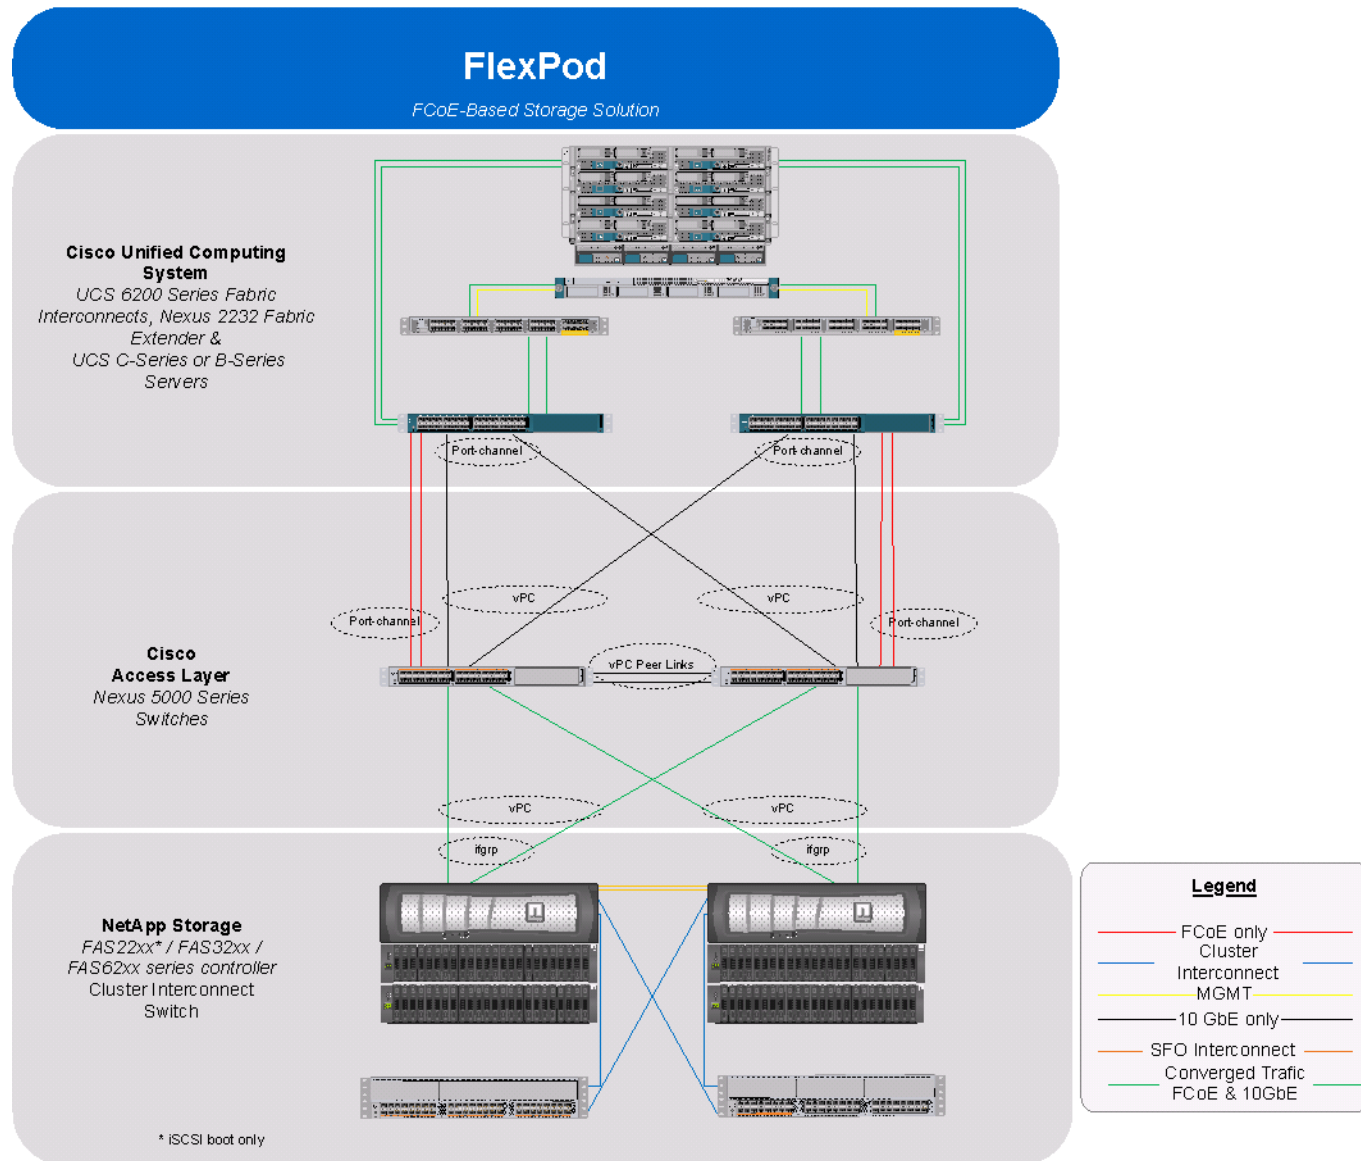 FlexPod
FCoE-Based Storage Solution
Cisco Unified Computing
System
UCS 6200 Series Fabric
Interconnects, Nexus 2232 Fabric
Extender &
UCS C-Series or B-Series
Servers
Port-channel
Port-channel
vPC
vPC
Port-channel
Port-channel
vPC Peer Links
Cisco
Access Layer
Nexus 5000 Series
Switches
vPC
vPC
ifgrp
ifgrp
NetApp Storage
FAS22xx* / FAS32xx /
FAS62xx series controller
Cluster Interconnect
Switch
* iSCSI boot only
Legend
FCoE only
Cluster
Interconnect
MGMT
10 GbE only
SFO Interconnect
Converged Trafic
FCoE & 10GbE